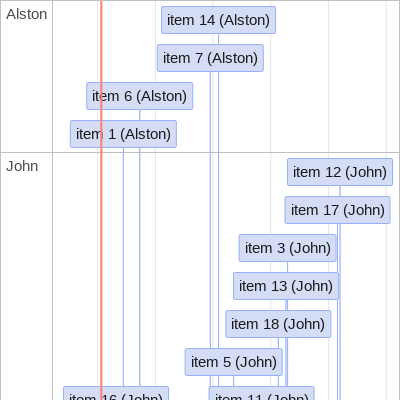 Alston
item 14 (Alston)
item 7 (Alston)
item 6 (Alston)
item 1 (Alston)
John
item 12 (John)
item 17 (John)
item 3 (John)
item 13 (John)
item 18 (John)
item 5 (John)
item 16 (John)
item 11 (John)